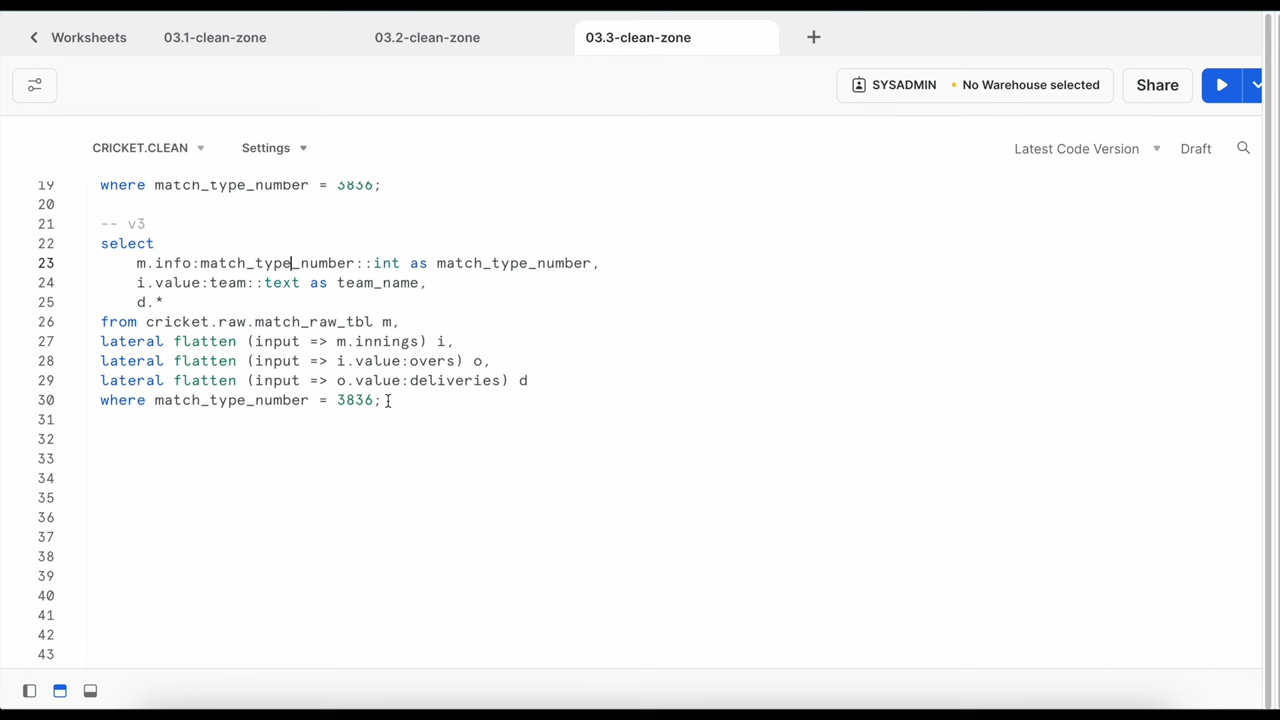 Worksheets 03.1-clean-zone 03.2-clean-zone 03.3-clean-zone +
SYSADMIN No Warehouse selected Share
CRICKET.CLEAN Settings Latest Code Version Draft
19 where match_type_number = 3836;
20
21 -- v3
22 select
23 m.info:match_type_number::int as match_type_number,
24 i.value:team::text as team_name,
25 d.*
26 from cricket.raw.match_raw_tbl m,
27 lateral flatten (input => m.innings) i,
28 lateral flatten (input => i.value:overs) o,
29 lateral flatten (input => o.value:deliveries) d
30 where match_type_number = 3836;
31
32
33
34
35
36
37
38
39
40
41
42
43